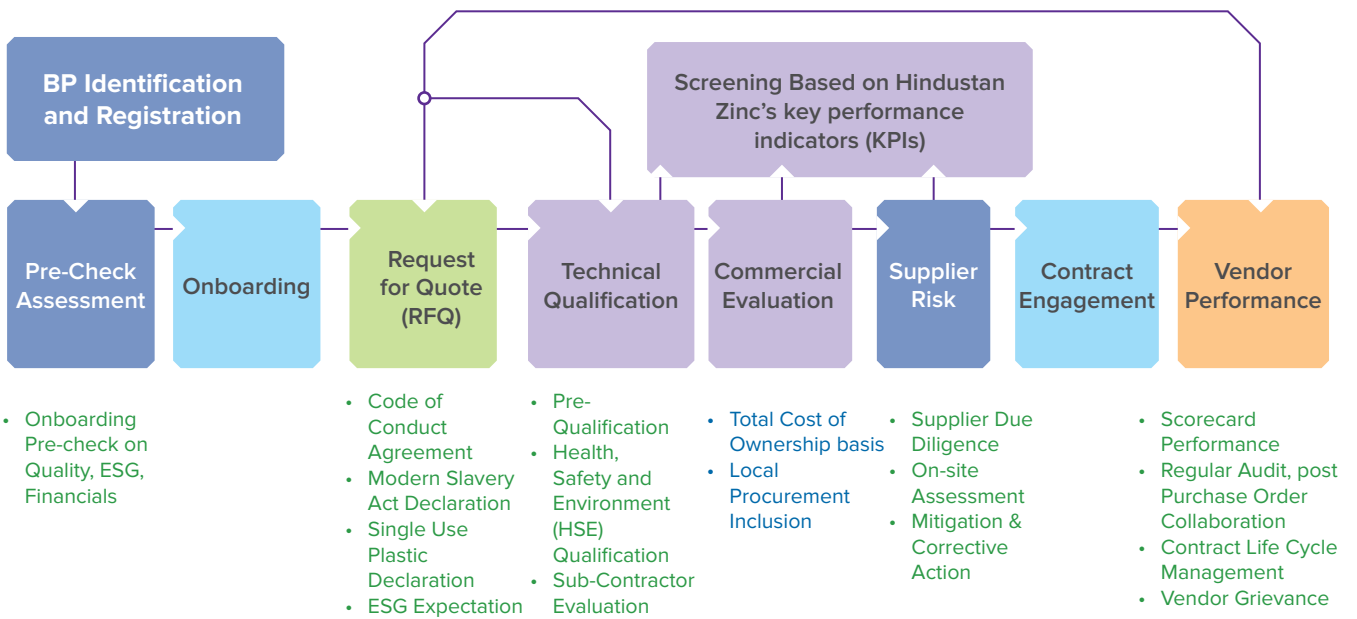 BP Identification
and Registration
Screening Based on Hindustan
Zinc's key performance
indicators (KPIs)
Pre-Check
Assessment
Onboarding
Request
for Quote
(RFQ)
Technical
Qualification
Commercial
Evaluation
Supplier
Risk
Contract
Engagement
Vendor
Performance
• Onboarding
Pre-check on
Quality, ESG,
Financials
• Code of
Conduct
Agreement
• Modern Slavery
Act Declaration
• Single Use
Plastic
Declaration
• ESG Expectation
• Pre-
Qualification
• Health,
Safety and
Environment
(HSE)
Qualification
• Sub-Contractor
Evaluation
• Total Cost of
Ownership basis
• Local
Procurement
Inclusion
• Supplier Due
Diligence
• On-site
Assessment
• Mitigation &
Corrective
Action
• Scorecard
Performance
• Regular Audit, post
Purchase Order
Collaboration
• Contract Life Cycle
Management
• Vendor Grievance